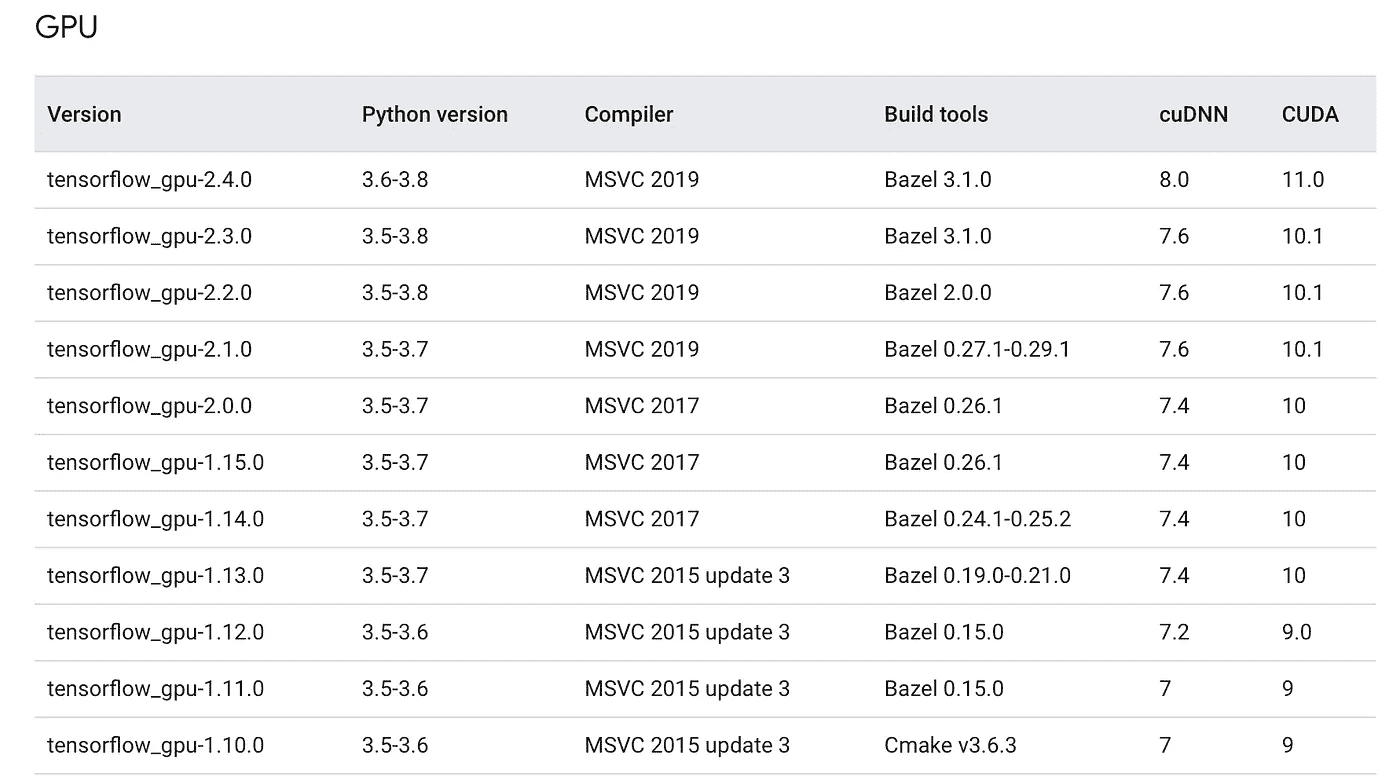 GPU
Version Python version Compiler Build tools cuDNN CUDA
tensorflow_gpu-2.4.0 3.6-3.8 MSVC 2019 Bazel 3.1.0 8.0 11.0
tensorflow_gpu-2.3.0 3.5-3.8 MSVC 2019 Bazel 3.1.0 7.6 10.1
tensorflow_gpu-2.2.0 3.5-3.8 MSVC 2019 Bazel 2.0.0 7.6 10.1
tensorflow_gpu-2.1.0 3.5-3.7 MSVC 2019 Bazel 0.27.1-0.29.1 7.6 10.1
tensorflow_gpu-2.0.0 3.5-3.7 MSVC 2017 Bazel 0.26.1 7.4 10
tensorflow_gpu-1.15.0 3.5-3.7 MSVC 2017 Bazel 0.26.1 7.4 10
tensorflow_gpu-1.14.0 3.5-3.7 MSVC 2017 Bazel 0.24.1-0.25.2 7.4 10
tensorflow_gpu-1.13.0 3.5-3.7 MSVC 2015 update 3 Bazel 0.19.0-0.21.0 7.4 10
tensorflow_gpu-1.12.0 3.5-3.6 MSVC 2015 update 3 Bazel 0.15.0 7.2 9.0
tensorflow_gpu-1.11.0 3.5-3.6 MSVC 2015 update 3 Bazel 0.15.0 7 9
tensorflow_gpu-1.10.0 3.5-3.6 MSVC 2015 update 3 Cmake v3.6.3 7 9